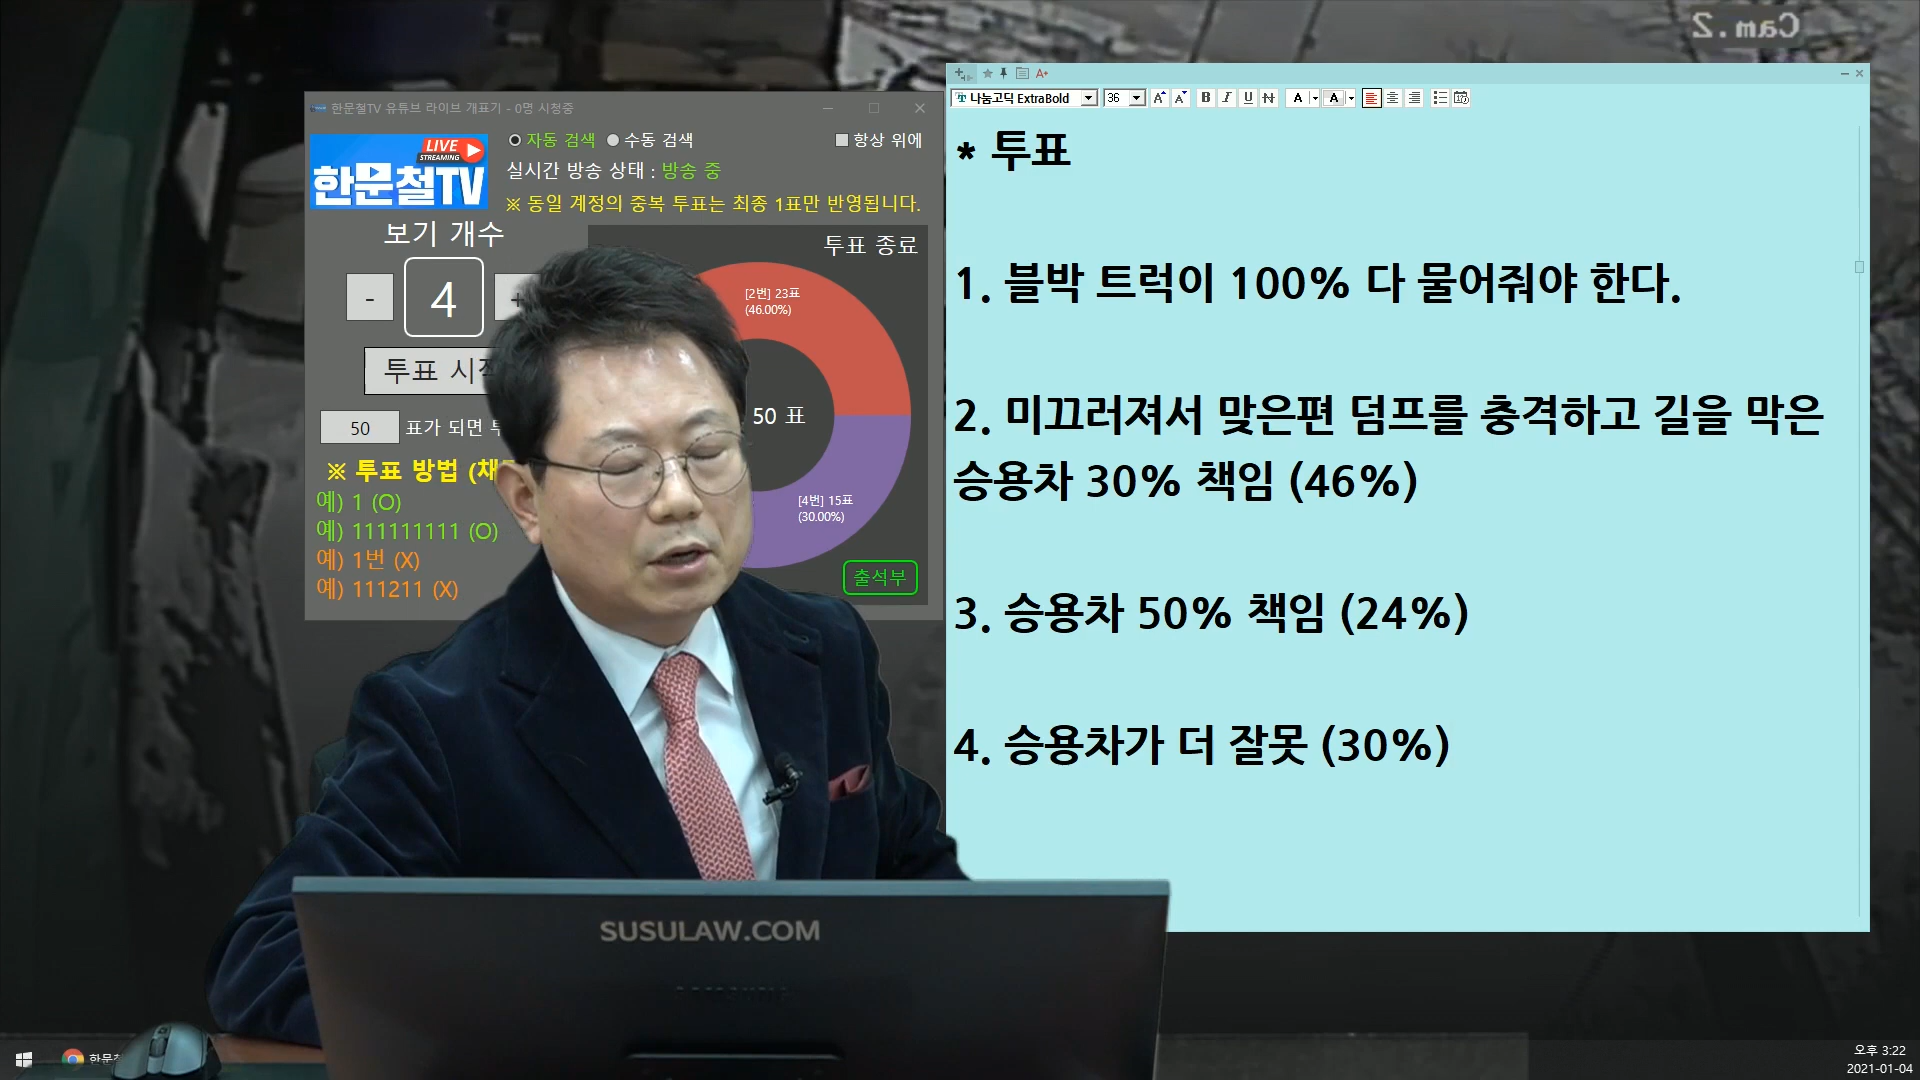 Cam.2
한문철TV 유튜브 라이브 개표기 - 0명 시청중
LIVE
STREAMING
한문철TV
자동 검색 수동 검색 항상 위에
실시간 방송 상태 : 방송 중
※ 동일 계정의 중복 투표는 최종 1표만 반영됩니다.
보기 개수
- 4 +
투표 시작
50 표가 되면
※ 투표 방법 (채
예) 1 (O)
예) 111111111 (O)
예) 1번 (X)
예) 111211 (X)
투표 종료
[2번] 23표
(46.00%)
50 표
[4번] 15표
(30.00%)
출석부
나눔고딕 ExtraBold 36
* 투표
1. 블박 트럭이 100% 다 물어줘야 한다.
2. 미끄러져서 맞은편 덤프를 충격하고 길을 막은
승용차 30% 책임 (46%)
3. 승용차 50% 책임 (24%)
4. 승용차가 더 잘못 (30%)
SUSULAW.COM
SAMSUNG
한문철
오후 3:22
2021-01-04